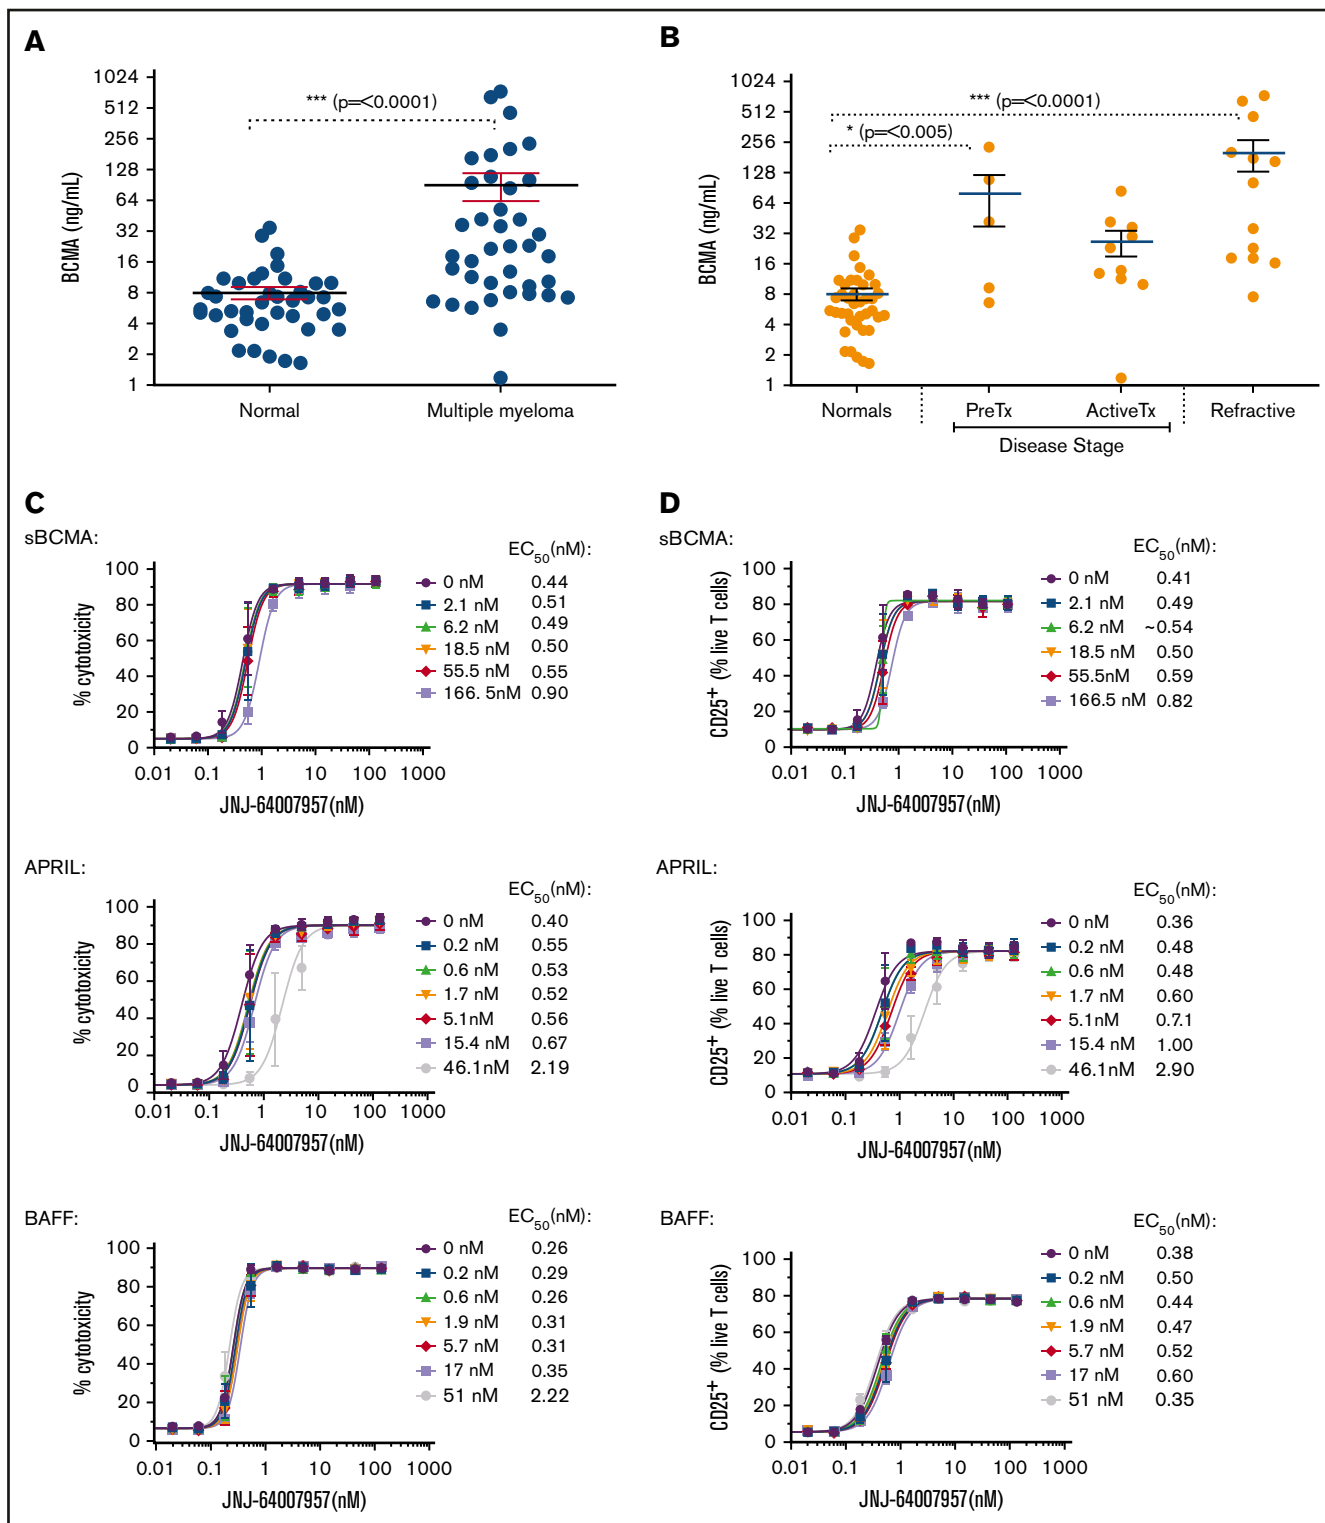 A
BCMA (ng/mL)
1024
512
256
128
64
32
16
8
4
2
1
*** (p=<0.0001)
Normal
Multiple myeloma
B
BCMA (ng/mL)
1024
512
256
128
64
32
16
8
4
2
1
*** (p=<0.0001)
* (p=<0.005)
Normals
PreTx
ActiveTx
Refractive
Disease Stage
C
sBCMA:
EC50(nM):
% cytotoxicity
100
80
60
40
20
0
0.01 0.1 1 10 100 1000
JNJ-64007957(nM)
0 nM 0.44
2.1 nM 0.51
6.2 nM 0.49
18.5 nM 0.50
55.5 nM 0.55
166. 5nM 0.90
D
sBCMA:
EC50(nM):
CD25+ (% live T cells)
100
80
60
40
20
0
0.01 0.1 1 10 100 1000
JNJ-64007957(nM)
0 nM 0.41
2.1 nM 0.49
6.2 nM ~0.54
18.5 nM 0.50
55.5nM 0.59
166.5 nM 0.82
APRIL:
EC50(nM):
% cytotoxicity
100
80
60
40
20
0
0.01 0.1 1 10 100 1000
JNJ-64007957(nM)
0 nM 0.40
0.2 nM 0.55
0.6 nM 0.53
1.7 nM 0.52
5.1nM 0.56
15.4 nM 0.67
46.1nM 2.19
APRIL:
EC50(nM):
CD25+ (% live T cells)
100
80
60
40
20
0
0.01 0.1 1 10 100 1000
JNJ-64007957(nM)
0 nM 0.36
0.2 nM 0.48
0.6 nM 0.48
1.7 nM 0.60
5.1nM 0.7.1
15.4 nM 1.00
46.1nM 2.90
BAFF:
EC50(nM):
% cytotoxicity
100
80
60
40
20
0
0.01 0.1 1 10 100 1000
JNJ-64007957(nM)
0 nM 0.26
0.2 nM 0.29
0.6 nM 0.26
1.9 nM 0.31
5.7 nM 0.31
17 nM 0.35
51 nM 2.22
BAFF:
EC50(nM):
CD25+ (% live T cells)
100
80
60
40
20
0
0.01 0.1 1 10 100 1000
JNJ-64007957(nM)
0 nM 0.38
0.2 nM 0.50
0.6 nM 0.44
1.9 nM 0.47
5.7 nM 0.52
17 nM 0.60
51 nM 0.35